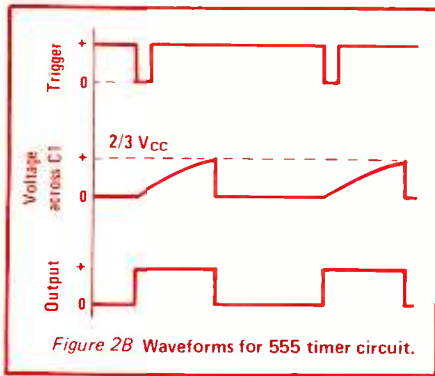 Trigger
+
0
Voltage
across C1
2/3 VCC
+
0
Output
+
0
Figure 2B Waveforms for 555 timer circuit.